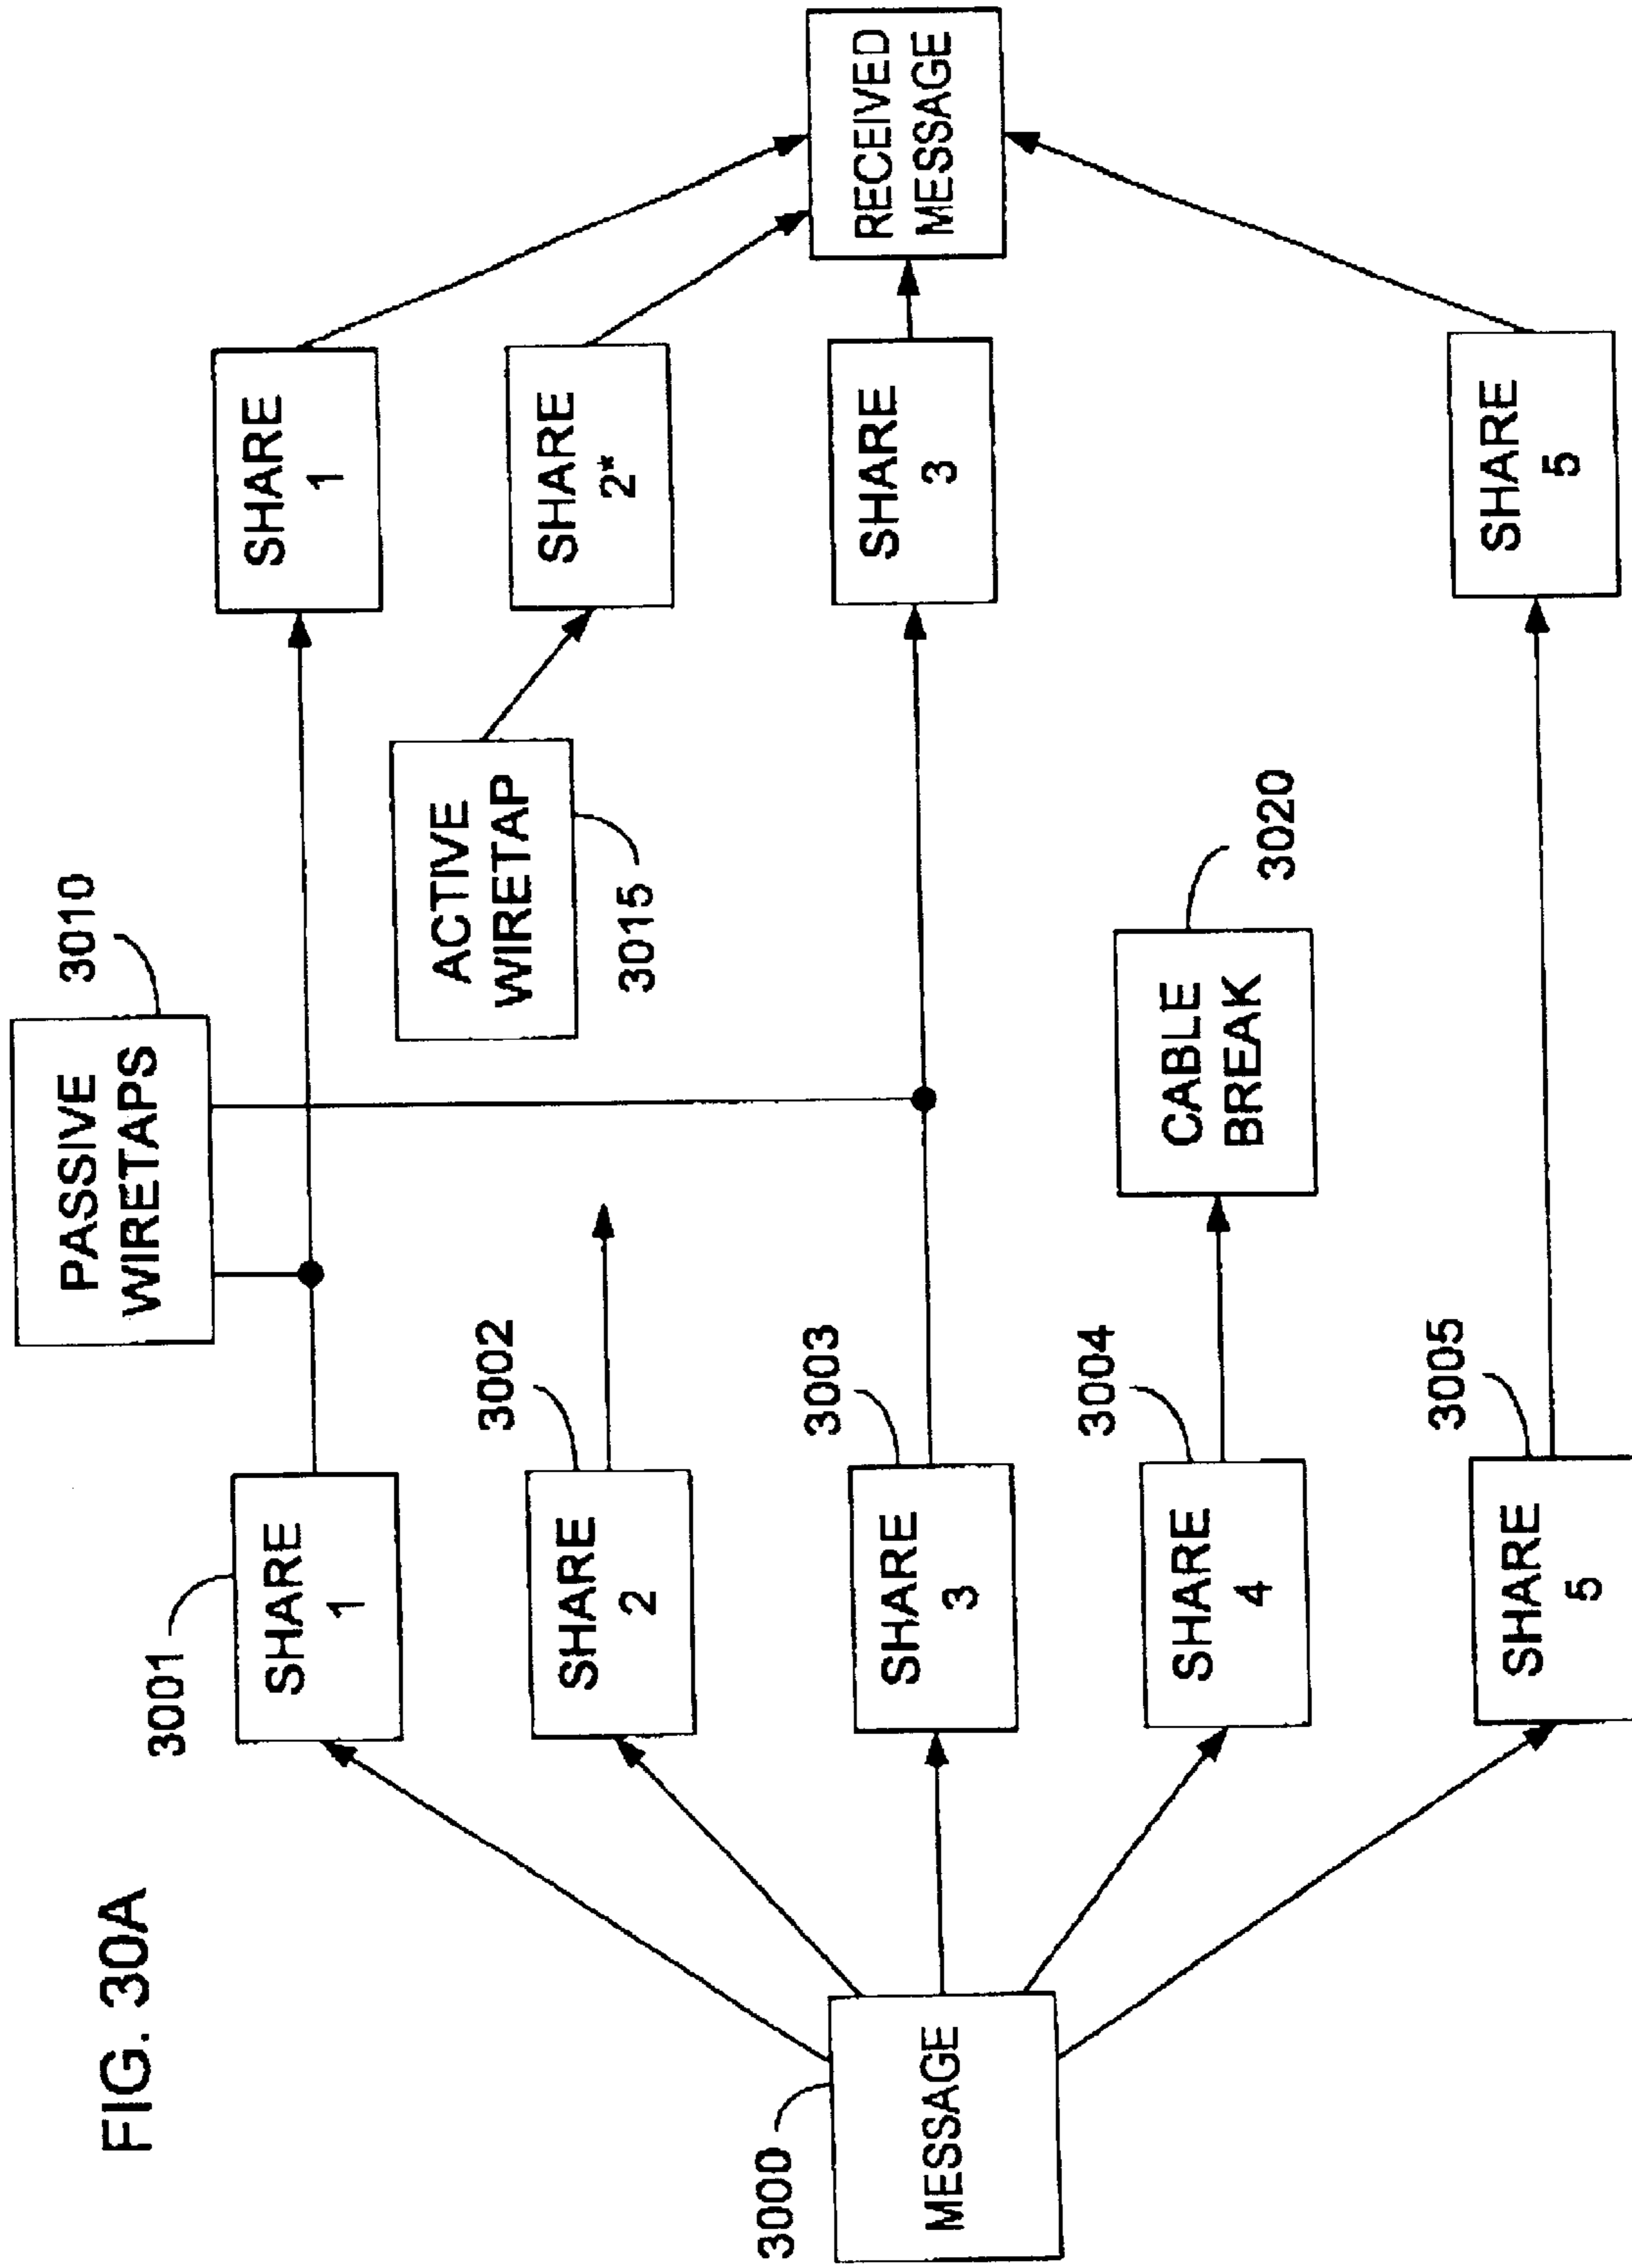 FIG. 30A
3000
MESSAGE
3001
SHARE
1
3002
SHARE
2
3003
SHARE
3
3004
SHARE
4
3005
SHARE
5
PASSIVE
WIRETAPS
3010
ACTIVE
WIRETAP
3015
CABLE
BREAK
3020
SHARE
1
SHARE
2*
SHARE
3
SHARE
5
RECEIVED
MESSAGE